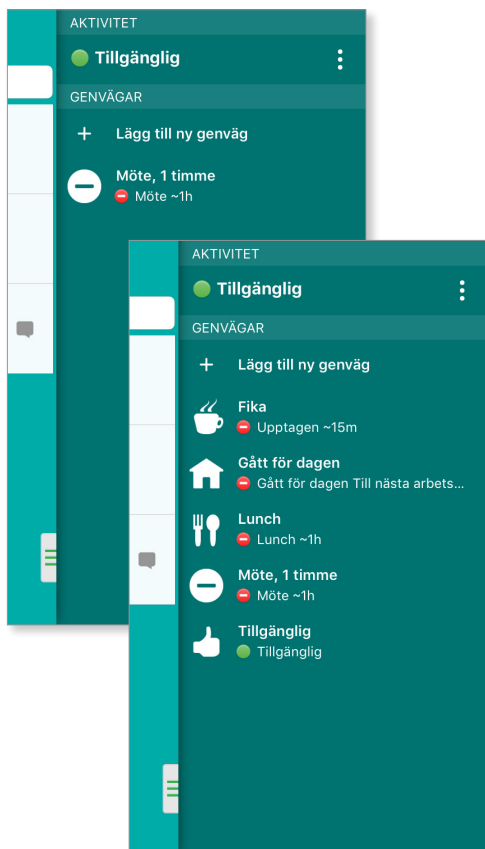 AKTIVITET
Tillgänglig
GENVÄGAR
+ Lägg till ny genväg
Möte, 1 timme
Möte ~1h
AKTIVITET
Tillgänglig
GENVÄGAR
+ Lägg till ny genväg
Fika
Upptagen ~15m
Gått för dagen
Gått för dagen Till nästa arbets...
Lunch
Lunch ~1h
Möte, 1 timme
Möte ~1h
Tillgänglig
Tillgänglig